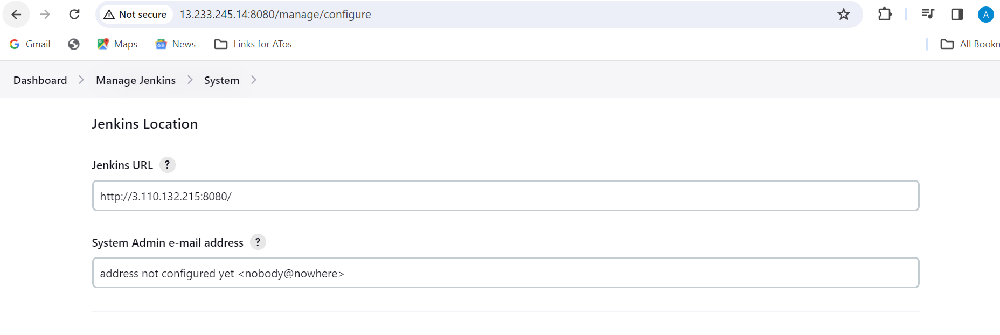 Not secure 13.233.245.14:8080/manage/configure A
Gmail Maps News Links for ATos All Bookm
Dashboard Manage Jenkins System
Jenkins Location
Jenkins URL ?
http://3.110.132.215:8080/
System Admin e-mail address ?
address not configured yet <nobody@nowhere>